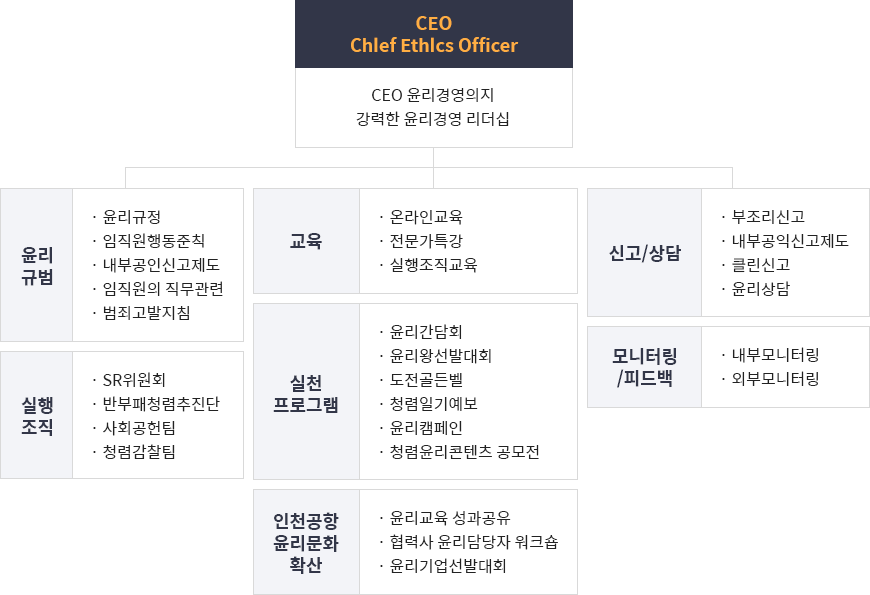 CEO
Chlef Ethlcs Officer
CEO 윤리경영의지
강력한 윤리경영 리더십
윤리
규범
· 윤리규정
· 임직원행동준칙
· 내부공인신고제도
· 임직원의 직무관련
· 범죄고발지침
실행
조직
· SR위원회
· 반부패청렴추진단
· 사회공헌팀
· 청렴감찰팀
교육
· 온라인교육
· 전문가특강
· 실행조직교육
실천
프로그램
· 윤리간담회
· 윤리왕선발대회
· 도전골든벨
· 청렴일기예보
· 윤리캠페인
· 청렴윤리콘텐츠 공모전
인천공항
윤리문화
확산
· 윤리교육 성과공유
· 협력사 윤리담당자 워크숍
· 윤리기업선발대회
신고/상담
· 부조리신고
· 내부공익신고제도
· 클린신고
· 윤리상담
모니터링
/피드백
· 내부모니터링
· 외부모니터링